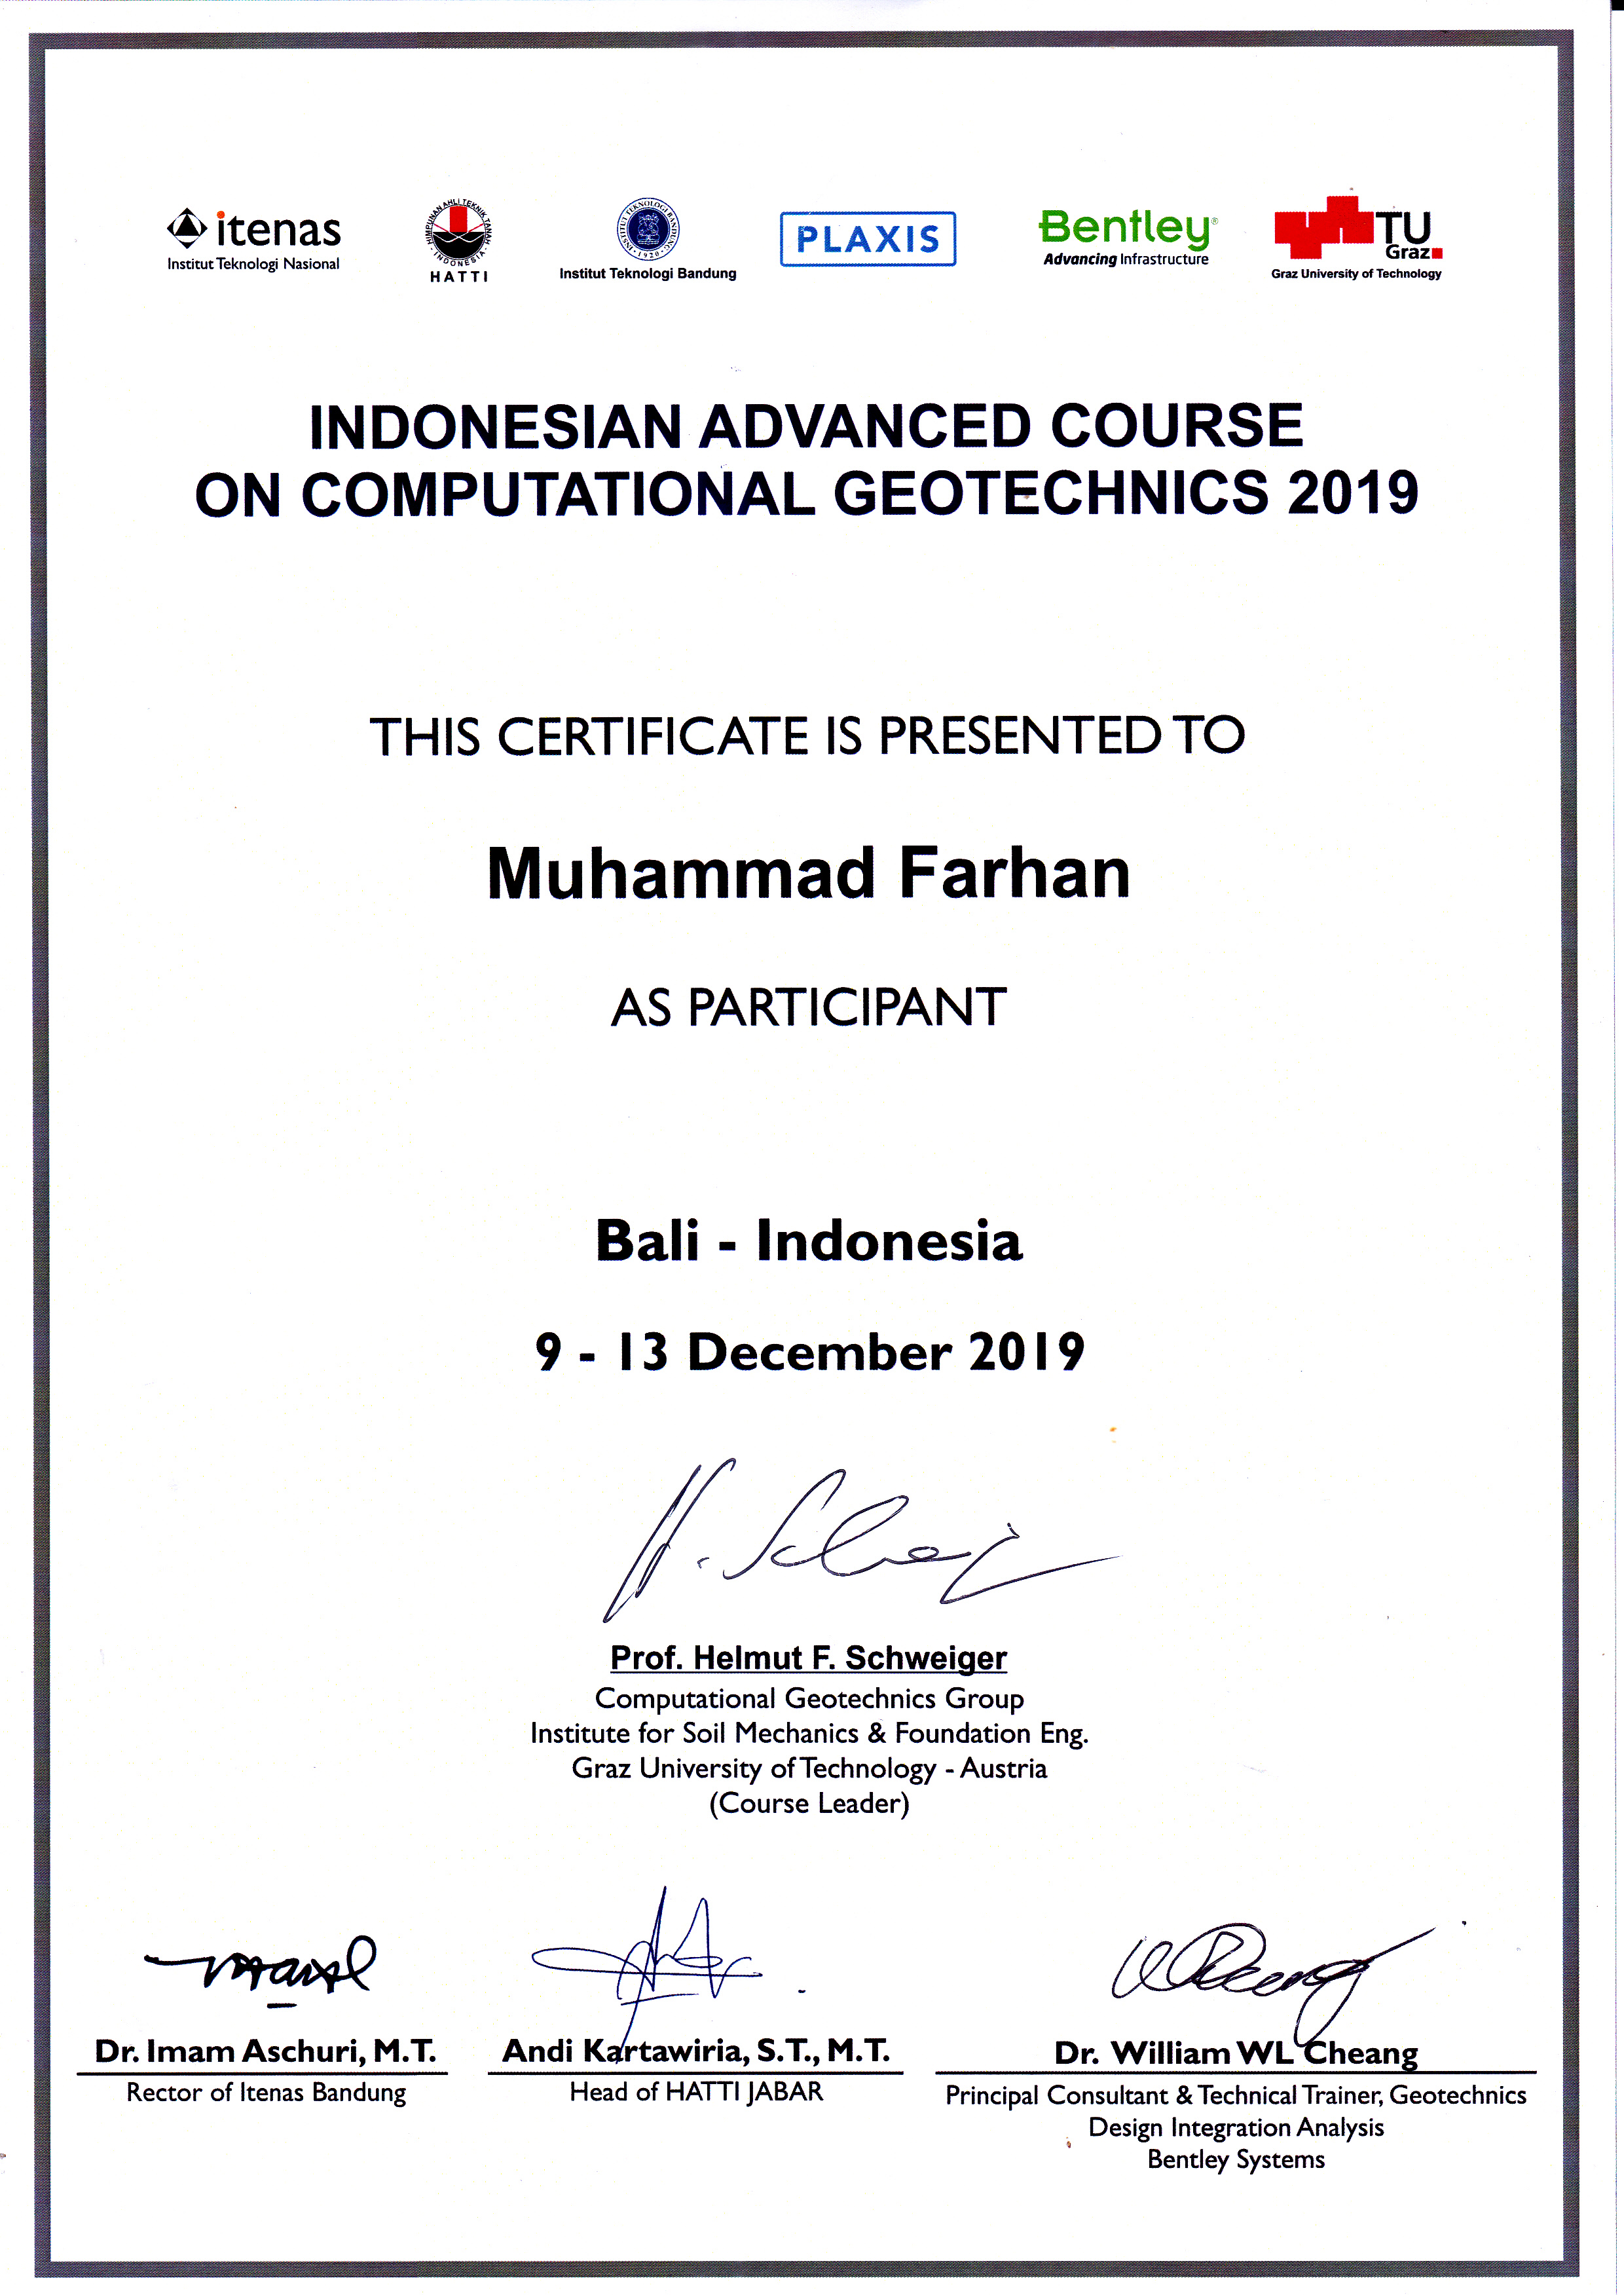 itenas
Institut Teknologi Nasional
HIMPUNAN AHLI TEKNIK TANAH
INDONESIA
HATTI
INSTITUT TEKNOLOGI BANDUNG
1920
Institut Teknologi Bandung
PLAXIS
Bentley®
Advancing Infrastructure
TU
Graz
Graz University of Technology
INDONESIAN ADVANCED COURSE
ON COMPUTATIONAL GEOTECHNICS 2019
THIS CERTIFICATE IS PRESENTED TO
Muhammad Farhan
AS PARTICIPANT
Bali - Indonesia
9 - 13 December 2019
Prof. Helmut F. Schweiger
Computational Geotechnics Group
Institute for Soil Mechanics & Foundation Eng.
Graz University of Technology - Austria
(Course Leader)
Dr. Imam Aschuri, M.T.
Rector of Itenas Bandung
Andi Kartawiria, S.T., M.T.
Head of HATTI JABAR
Dr. William WL Cheang
Principal Consultant & Technical Trainer, Geotechnics
Design Integration Analysis
Bentley Systems